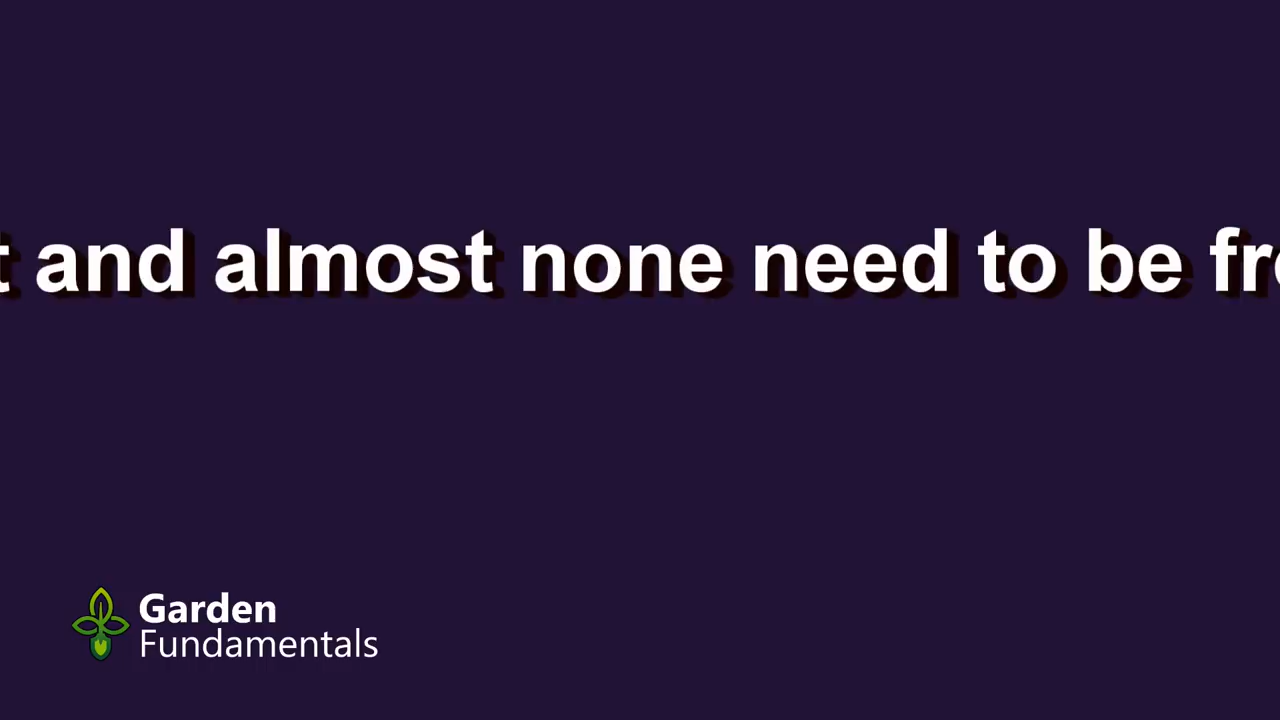 t and almost none need to be fr
Garden
Fundamentals